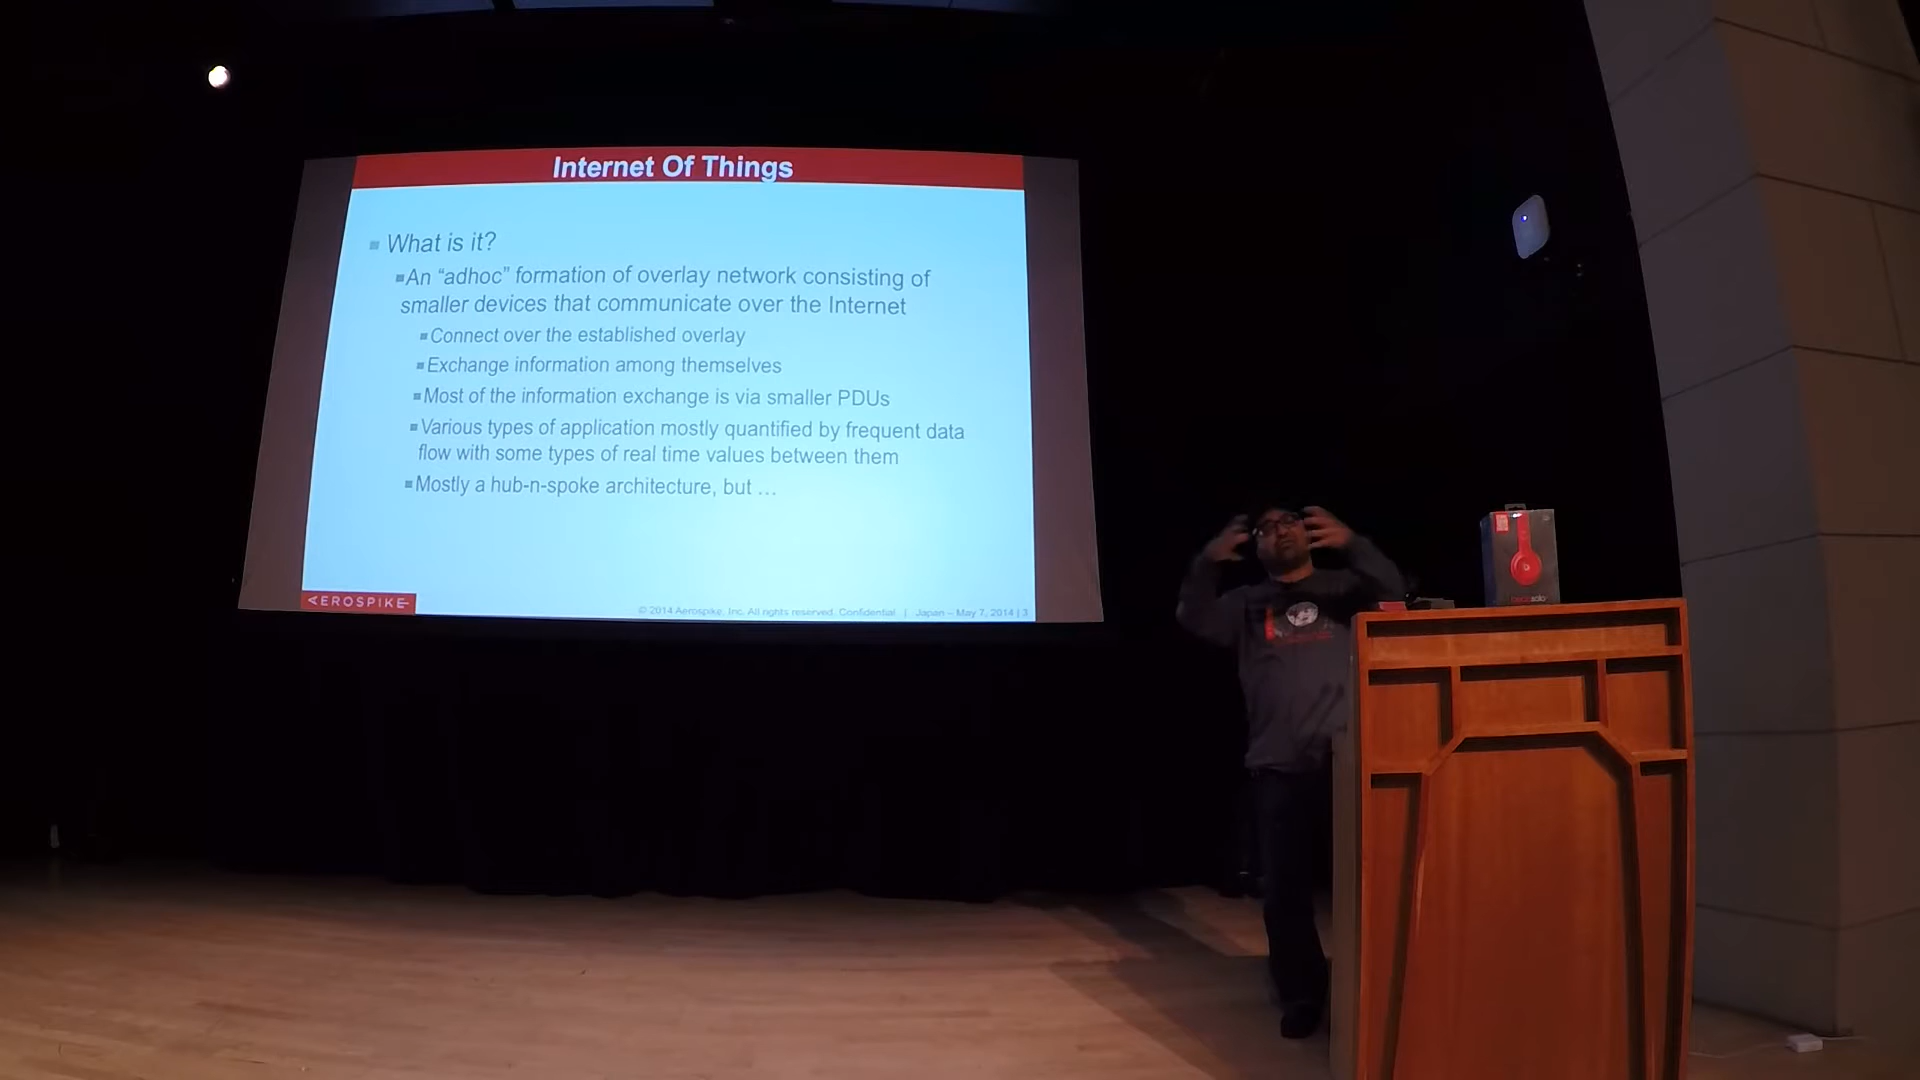 Internet Of Things
What is it?
An “adhoc” formation of overlay network consisting of
smaller devices that communicate over the Internet
Connect over the established overlay
Exchange information among themselves
Most of the information exchange is via smaller PDUs
Various types of application mostly quantified by frequent data
flow with some types of real time values between them
Mostly a hub-n-spoke architecture, but …
AEROSPIKE
© 2014 Aerospike, Inc. All rights reserved. Confidential | Japan – May 7, 2014 | 3
beats solo